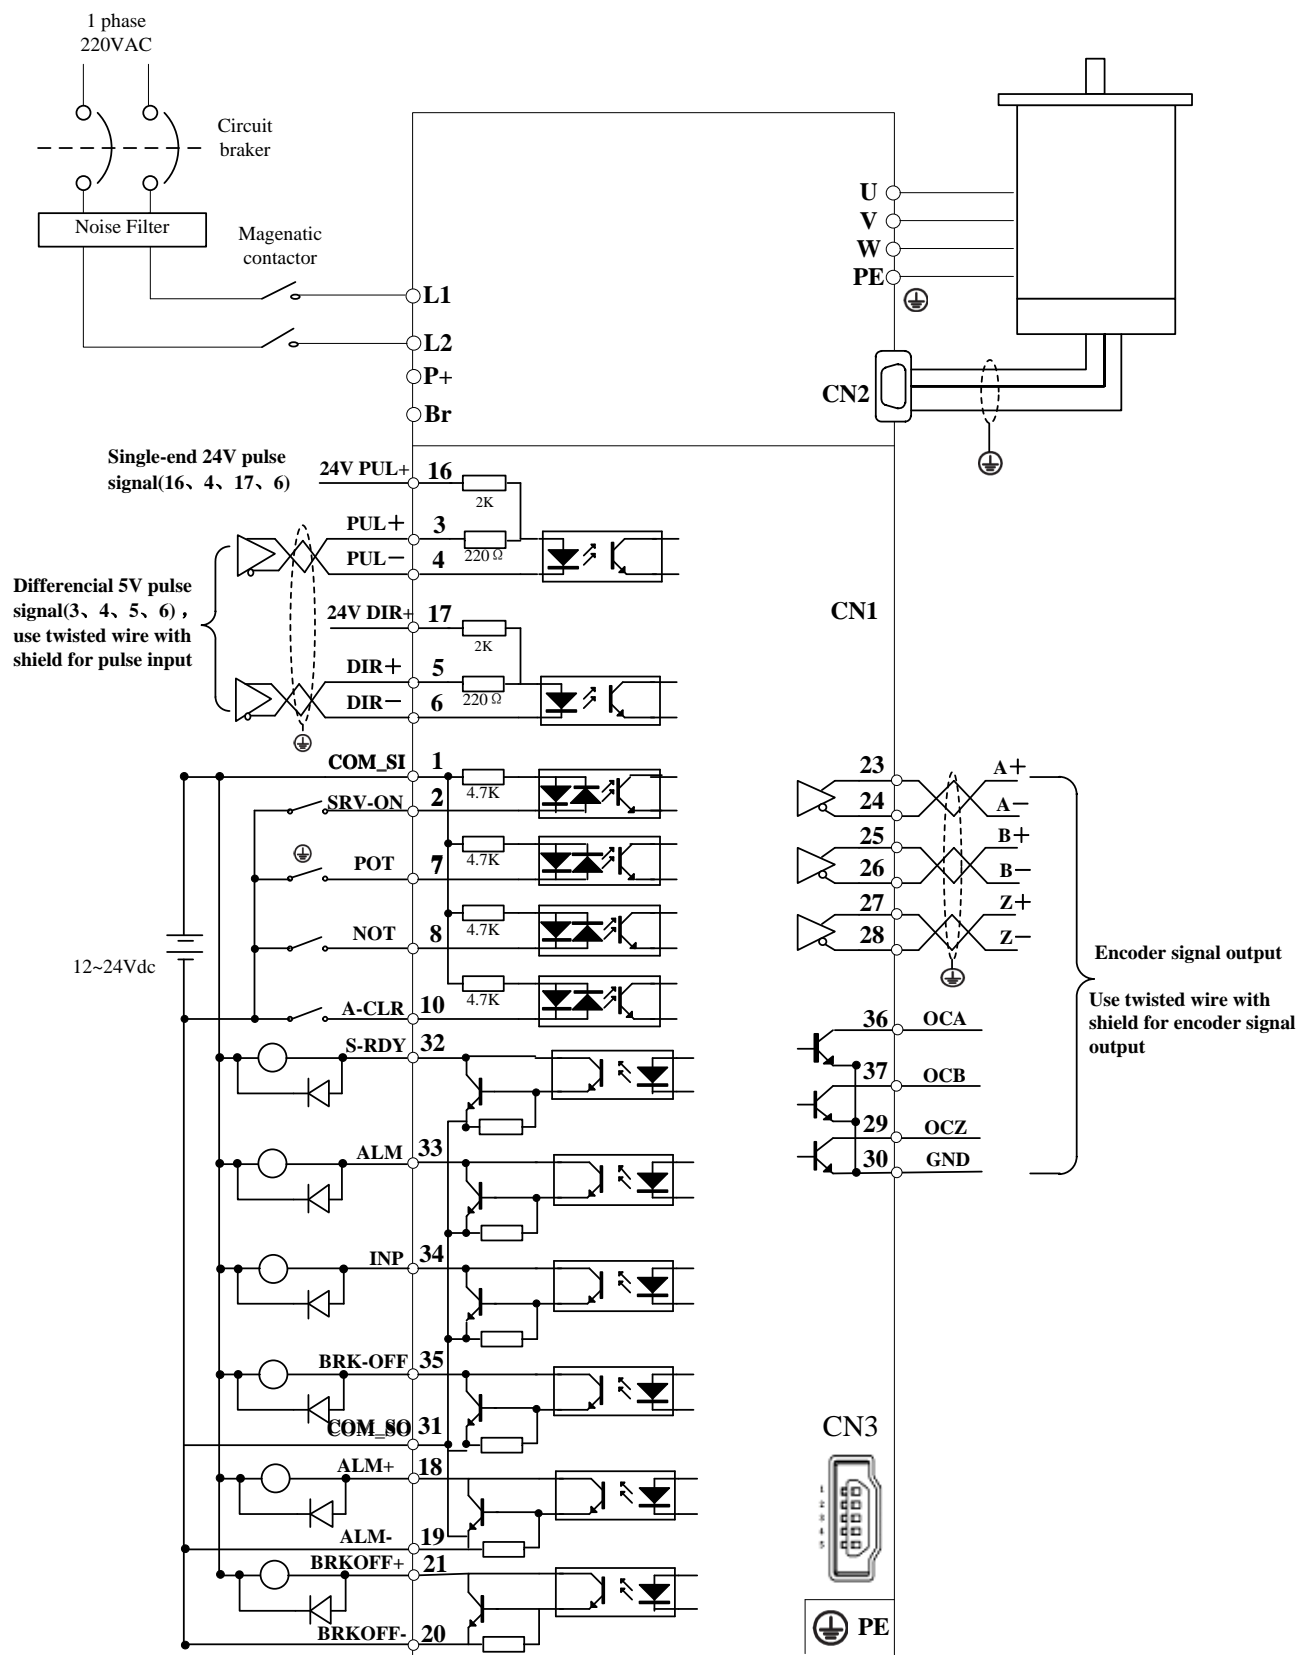 1 phase
220VAC
Circuit
braker
Noise Filter
Magenatic
contactor
L1
L2
P+
Br
U
V
W
PE
CN2
Single-end 24V pulse
signal(16、4、17、6)
24V PUL+ 16
2K
PUL+ 3
220Ω
PUL- 4
Differencial 5V pulse
signal(3、4、5、6) ,
use twisted wire with
shield for pulse input
24V DIR+ 17
2K
DIR+ 5
220Ω
DIR- 6
CN1
COM_SI 1
4.7K
SRV-ON 2
4.7K
POT 7
4.7K
NOT 8
4.7K
A-CLR 10
12~24Vdc
S-RDY 32
ALM 33
INP 34
BRK-OFF 35
COM_SO 31
ALM+ 18
ALM- 19
BRKOFF+ 21
BRKOFF- 20
23 A+
24 A-
25 B+
26 B-
27 Z+
28 Z-
36 OCA
37 OCB
29 OCZ
30 GND
Encoder signal output
Use twisted wire with
shield for encoder signal
output
CN3
1
2
3
4
5
PE